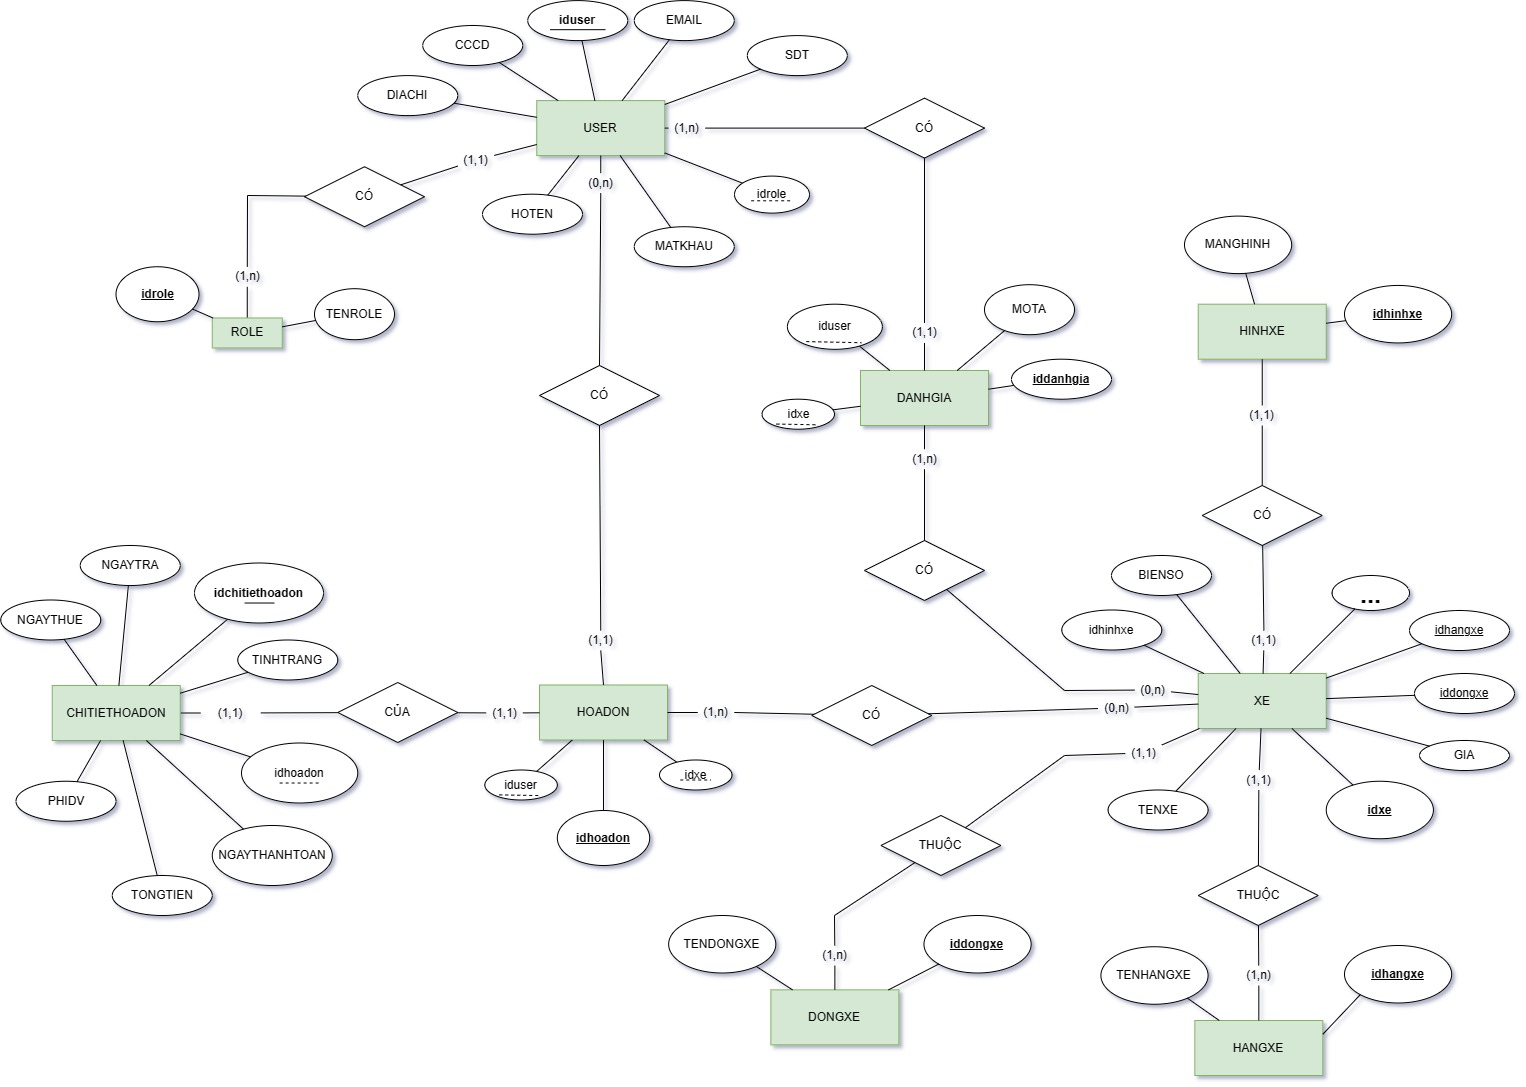 iduser
EMAIL
CCCD
SDT
DIACHI
USER
(1,n)
CÓ
(1,1)
CÓ
(0,n)
idrole
HOTEN
MATKHAU
MANGHINH
(1,n)
idrole
TENROLE
ROLE
iduser
MOTA
(1,1)
idhinhxe
HINHXE
iddanhgia
DANHGIA
idxe
CÓ
(1,1)
(1,n)
CÓ
CÓ
NGAYTRA
idchitiethoadon
NGAYTHUE
BIENSO
...
idhinhxe
idhangxe
(1,1)
(1,1)
TINHTRANG
(0,n)
iddongxe
CHITIETHOADON
(1,1)
CỦA
(1,1)
HOADON
(1,n)
CÓ
(0,n)
XE
GIA
(1,1)
idhoadon
iduser
idxe
(1,1)
PHIDV
TENXE
idxe
idhoadon
THUỘC
NGAYTHANHTOAN
TONGTIEN
THUỘC
TENDONGXE
iddongxe
(1,n)
TENHANGXE
(1,n)
idhangxe
DONGXE
HANGXE